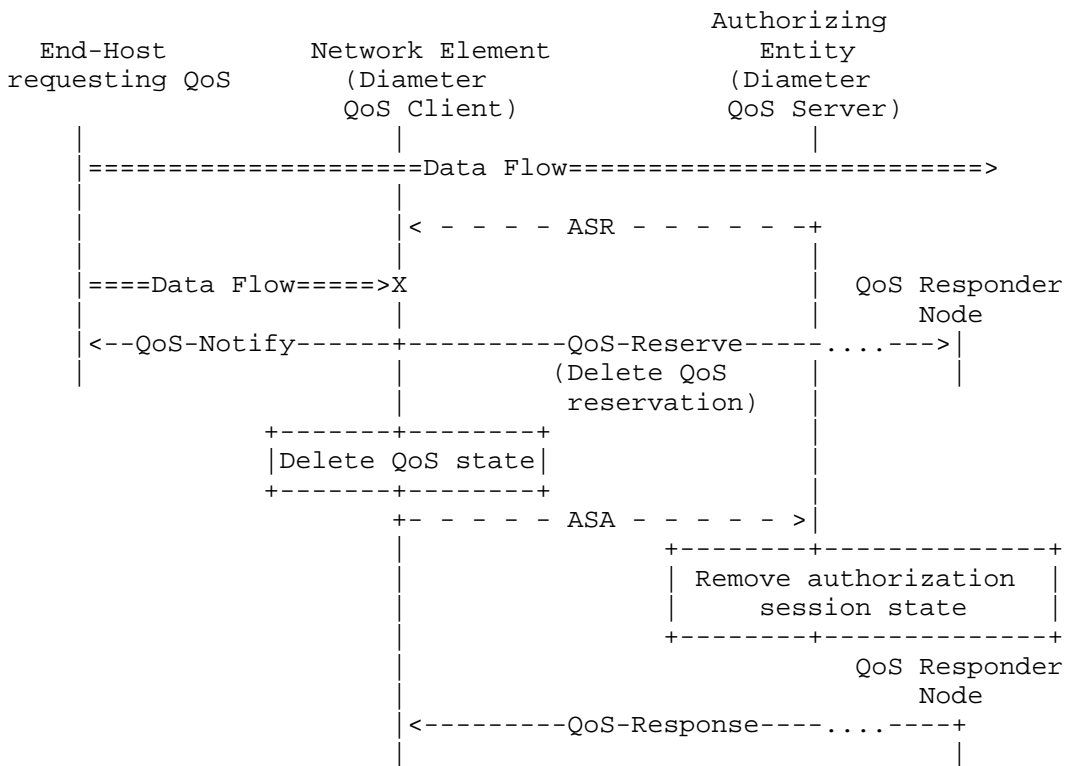 Authorizing
  End-Host         Network Element               Entity
requesting QoS       (Diameter               (Diameter
                     QoS Client)             QoS Server)
     |                   |                         |
     |=====================Data Flow==========================>
     |                   |
     |                   |< - - - - ASR - - - - - -+
     |                   |                         |
     |====Data Flow=====>X                         |  QoS Responder
     |                   |                         |      Node
     |<--QoS-Notify------+----------QoS-Reserve-----....--->|
     |                   |         (Delete QoS     |        |
                         |          reservation)   |
                 +-------+--------+                |
                 |Delete QoS state|                |
                 +-------+--------+                |
                         +- - - - - ASA - - - - - >|
                         |                +--------+--------------+
                         |                | Remove authorization  |
                         |                |     session state     |
                         |                +--------+--------------+
                         |                            QoS Responder
                         |                                Node
                         |<---------QoS-Response----....----+
                         |                                  |